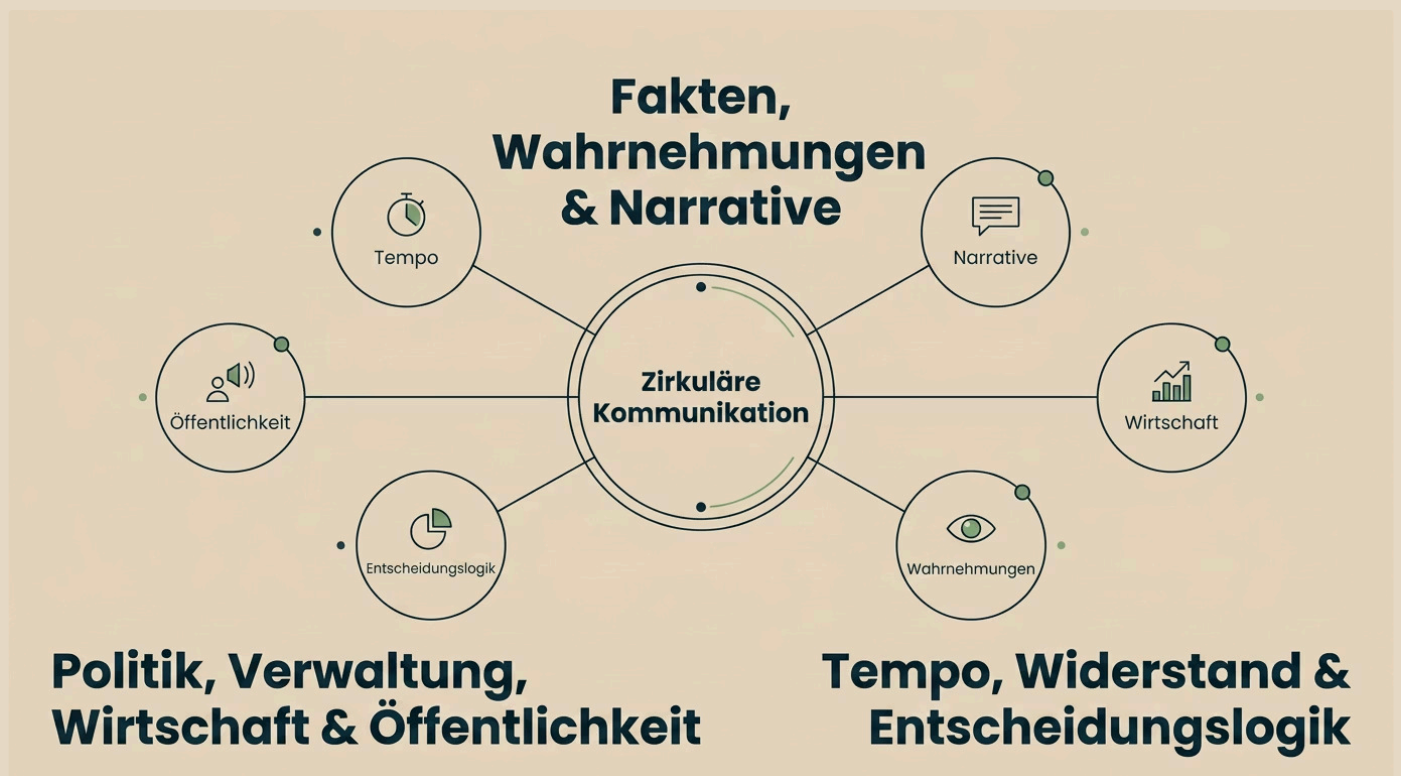 Fakten,
Wahrnehmungen
& Narrative
Tempo
Narrative
Öffentlichkeit
Zirkuläre
Kommunikation
Wirtschaft
Entscheidungslogik
Wahrnehmungen
Politik, Verwaltung,
Wirtschaft & Öffentlichkeit
Tempo, Widerstand &
Entscheidungslogik